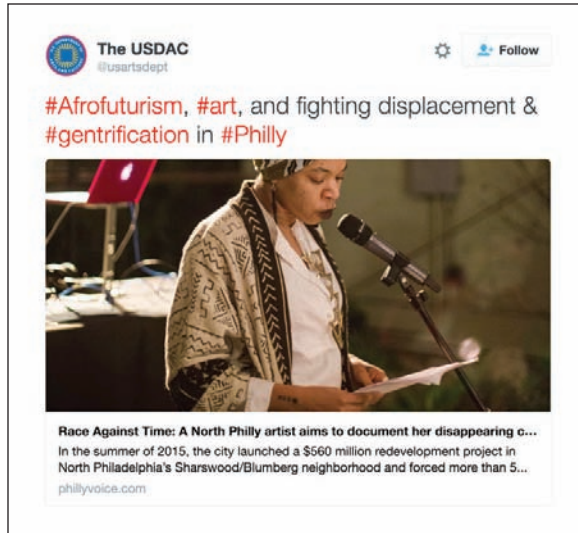 The USDAC
@usartsdept
Follow
#Afrofuturism, #art, and fighting displacement &
#gentrification in #Philly
Race Against Time: A North Philly artist aims to document her disappearing c...
In the summer of 2015, the city launched a $560 million redevelopment project in
North Philadelphia's Sharswood/Blumberg neighborhood and forced more than 5...
phillyvoice.com